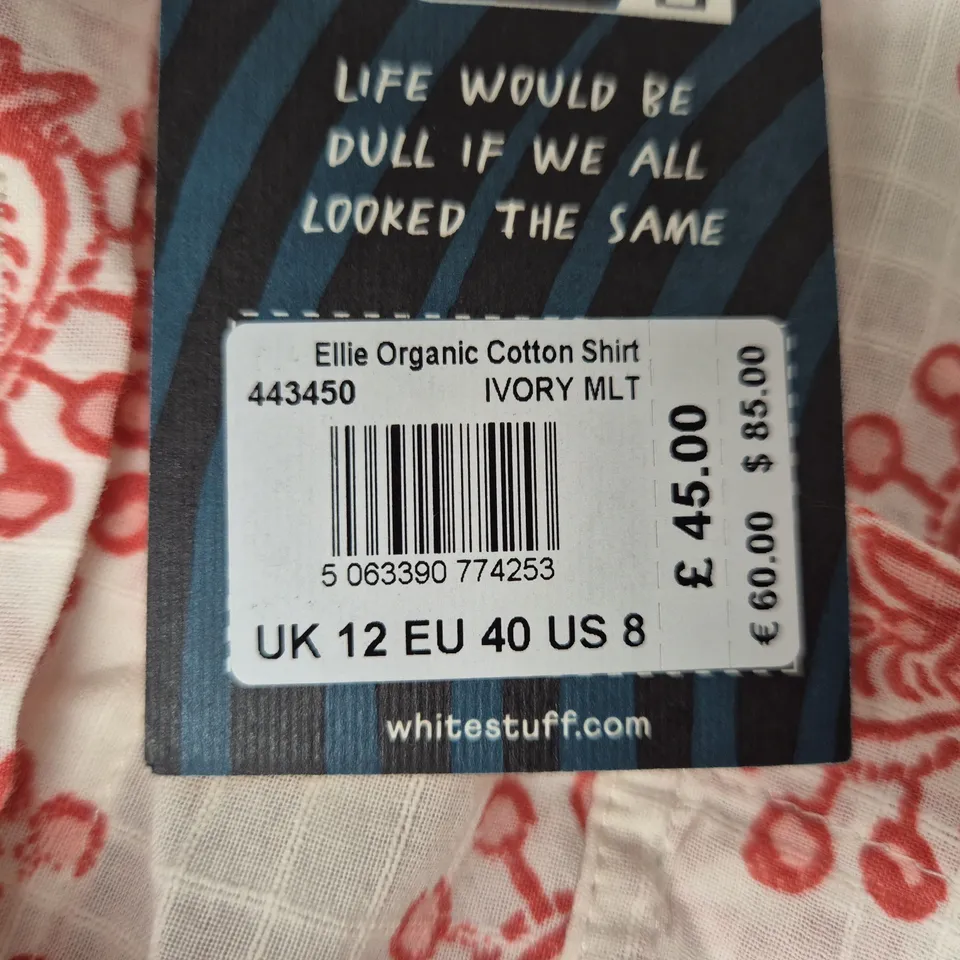 LIFE WOULD BE
DULL IF WE ALL
LOOKED THE SAME
Ellie Organic Cotton Shirt
443450 IVORY MLT
5 063390 774253
UK 12 EU 40 US 8
£ 45.00
€ 60.00 $ 85.00
whitestuff.com